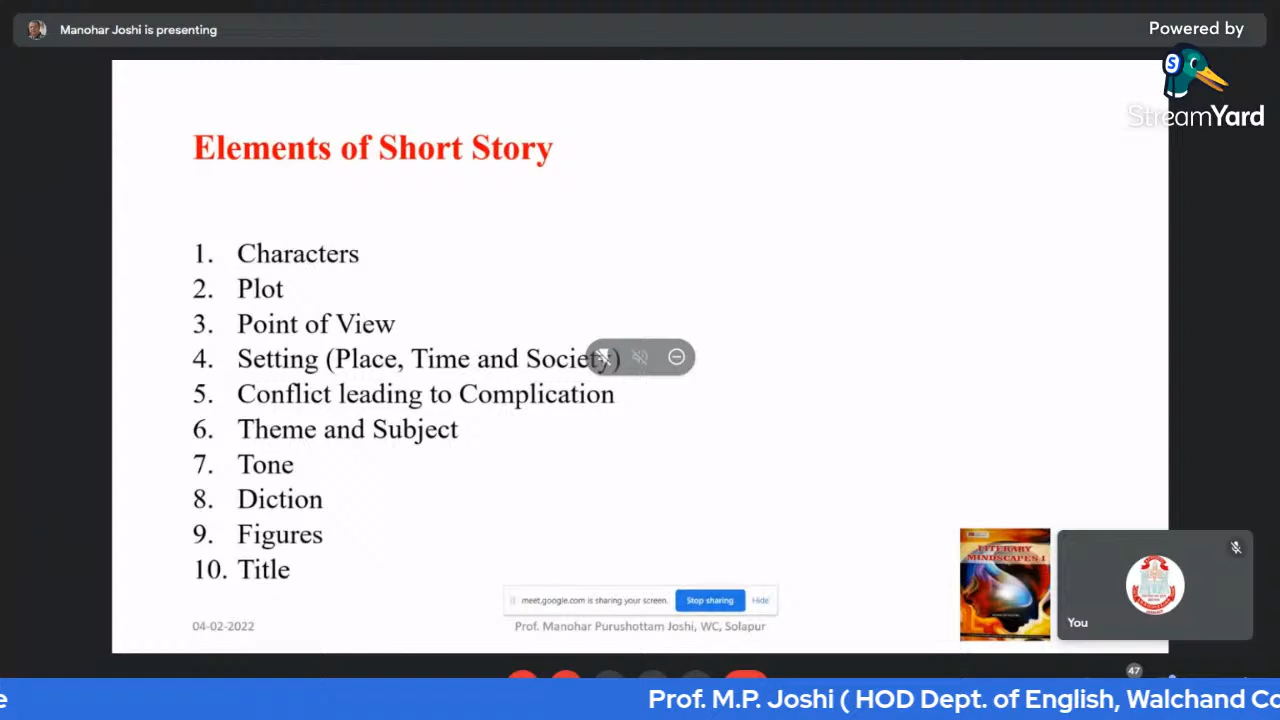 Manohar Joshi is presenting
Powered by
StreamYard
Elements of Short Story
1. Characters
2. Plot
3. Point of View
4. Setting (Place, Time and Society)
5. Conflict leading to Complication
6. Theme and Subject
7. Tone
8. Diction
9. Figures
10. Title
LITERARY
MINDSCAPES 1
You
meet.google.com is sharing your screen.
Stop sharing
Hide
04-02-2022
Prof. Manohar Purushottam Joshi, WC, Solapur
47
e
Prof. M.P. Joshi ( HOD Dept. of English, Walchand Co